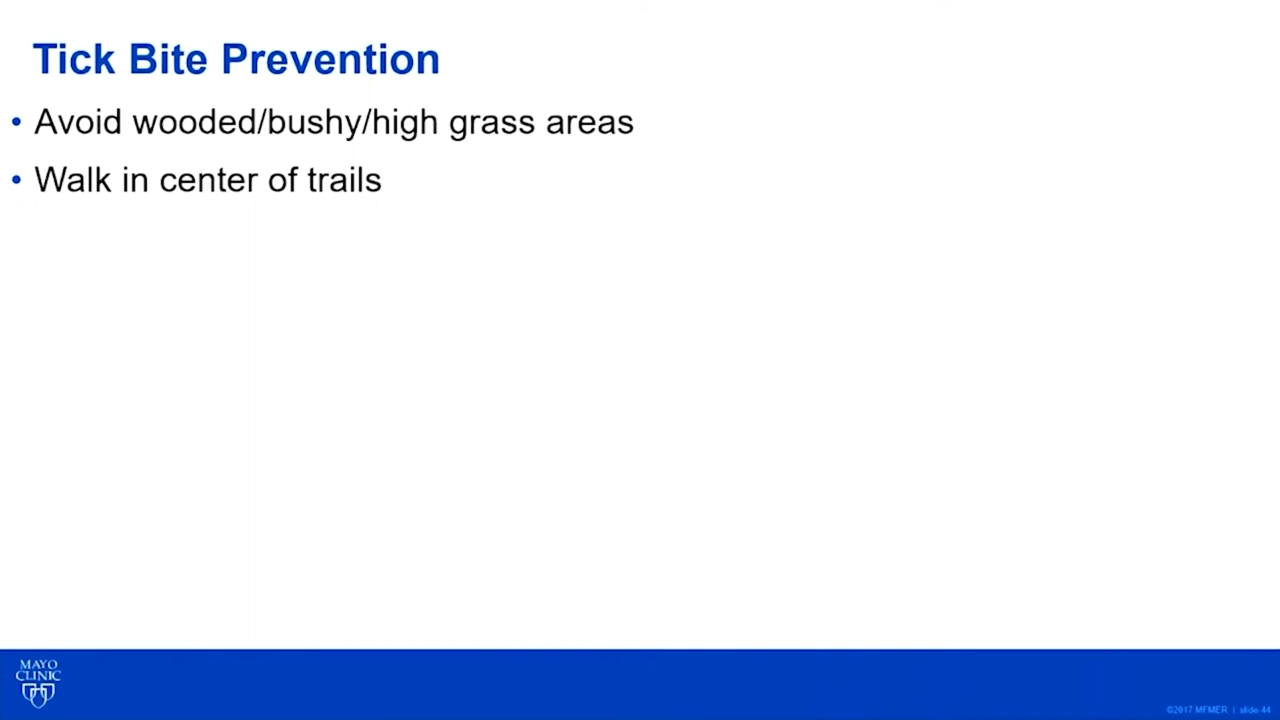 Tick Bite Prevention
• Avoid wooded/bushy/high grass areas
• Walk in center of trails
MAYO
CLINIC
©2017 MFMER | slide-44